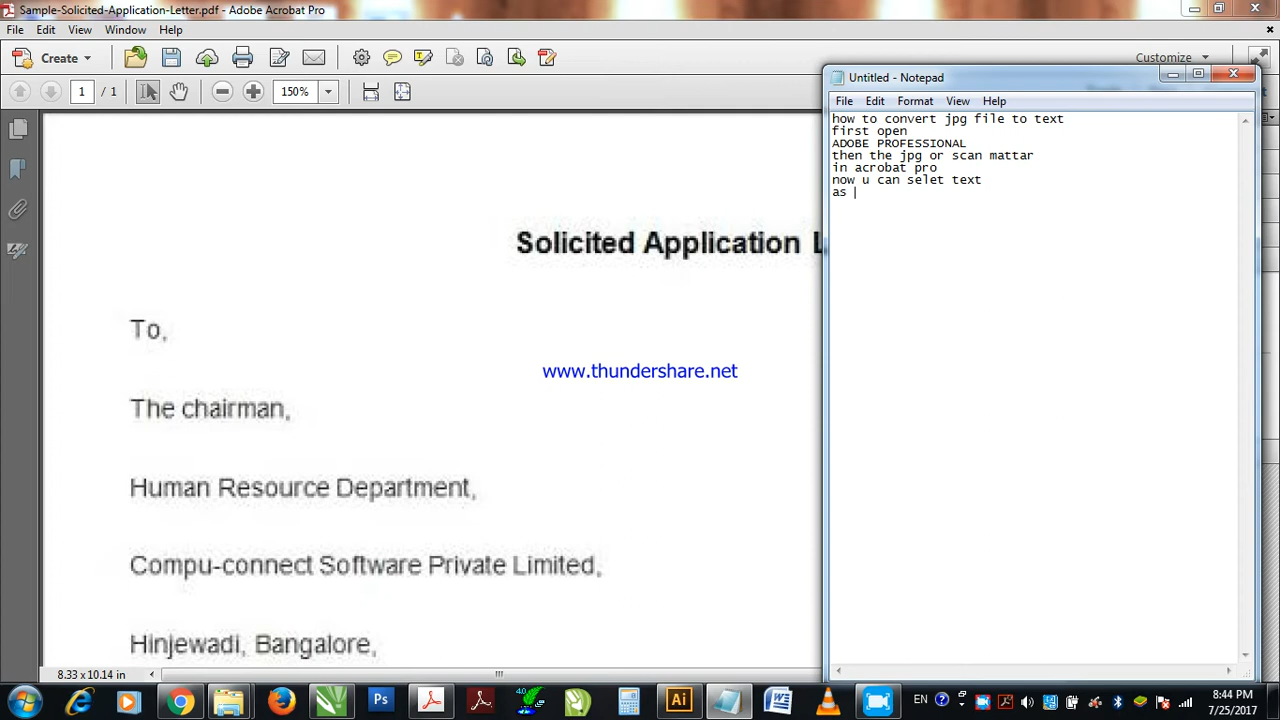 Sample-Solicited-Application-Letter.pdf - Adobe Acrobat Pro
File Edit View Window Help
Create
Customize
1 / 1
150%
Untitled - Notepad
File Edit Format View Help
how to convert jpg file to text
first open
ADOBE PROFESSIONAL
then the jpg or scan mattar
in acrobat pro
now u can selet text
as
Solicited Application L
To,
www.thundershare.net
The chairman,
Human Resource Department,
Compu-connect Software Private Limited,
Hinjewadi, Bangalore,
8.33 x 10.14 in
Ps
4.0
Ai
EN
8:44 PM
7/25/2017